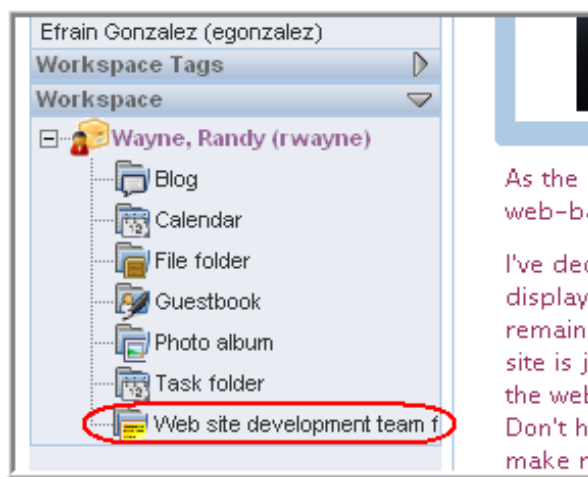 Efrain Gonzalez (egonzalez)
Workspace Tags
Workspace
Wayne, Randy (rwayne)
Blog
Calendar
File folder
Guestbook
Photo album
Task folder
Web site development team f
As the
web-ba
I've dec
display
remain
site is j
the web
Don't h
make r